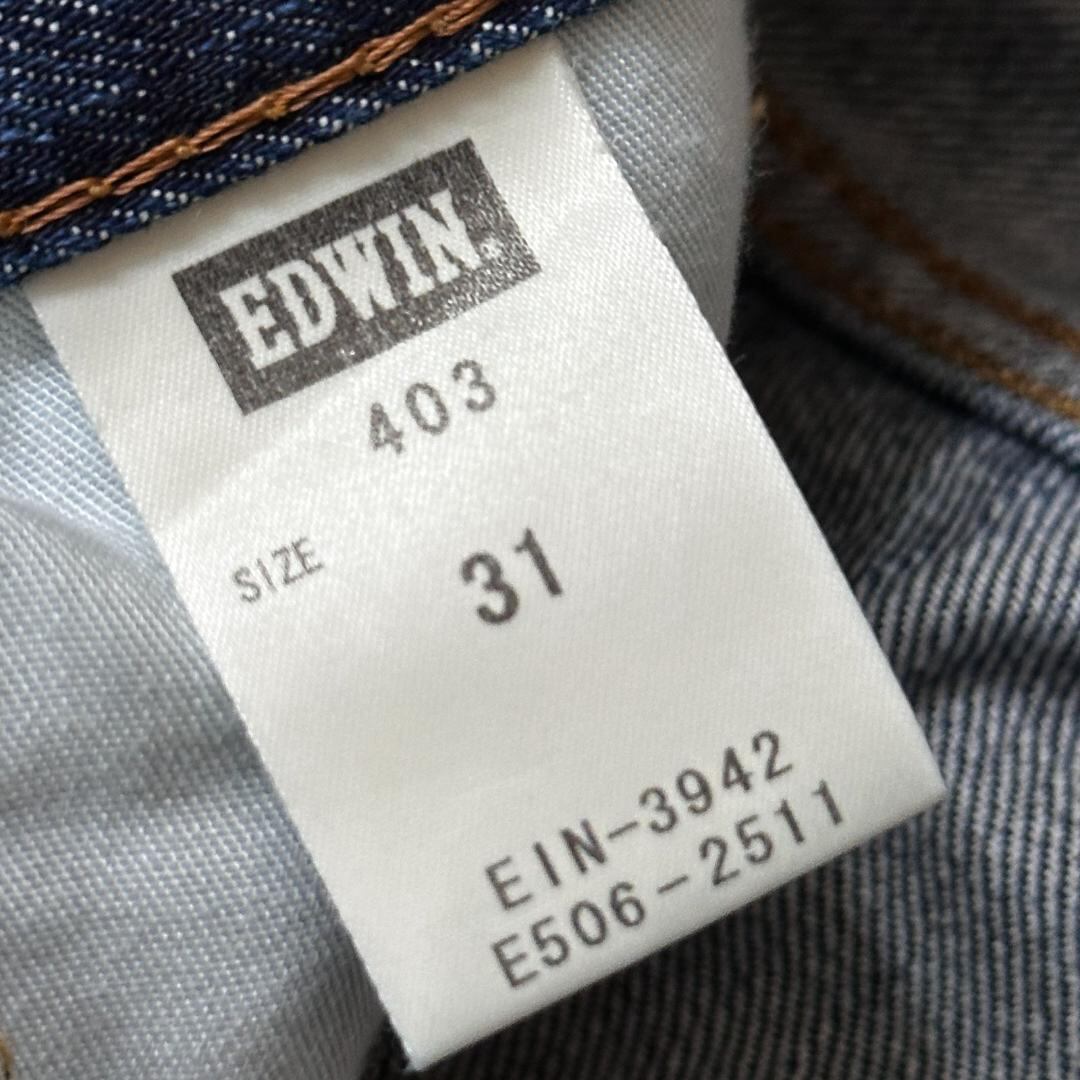 EDWIN.
403
SIZE 31
EIN-3942
E506-2511